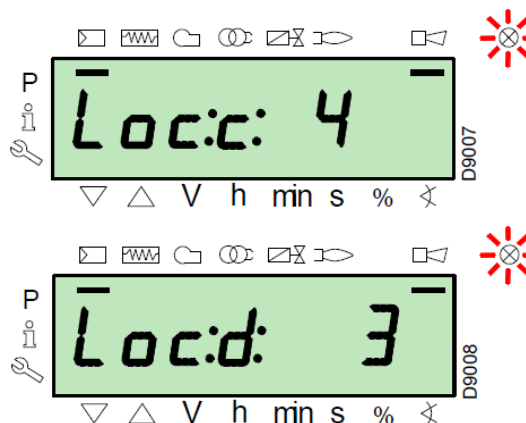 P
i
Loc:c: 4
D9007
V h min s %
P
i
Loc:d: 3
D9008
V h min s %